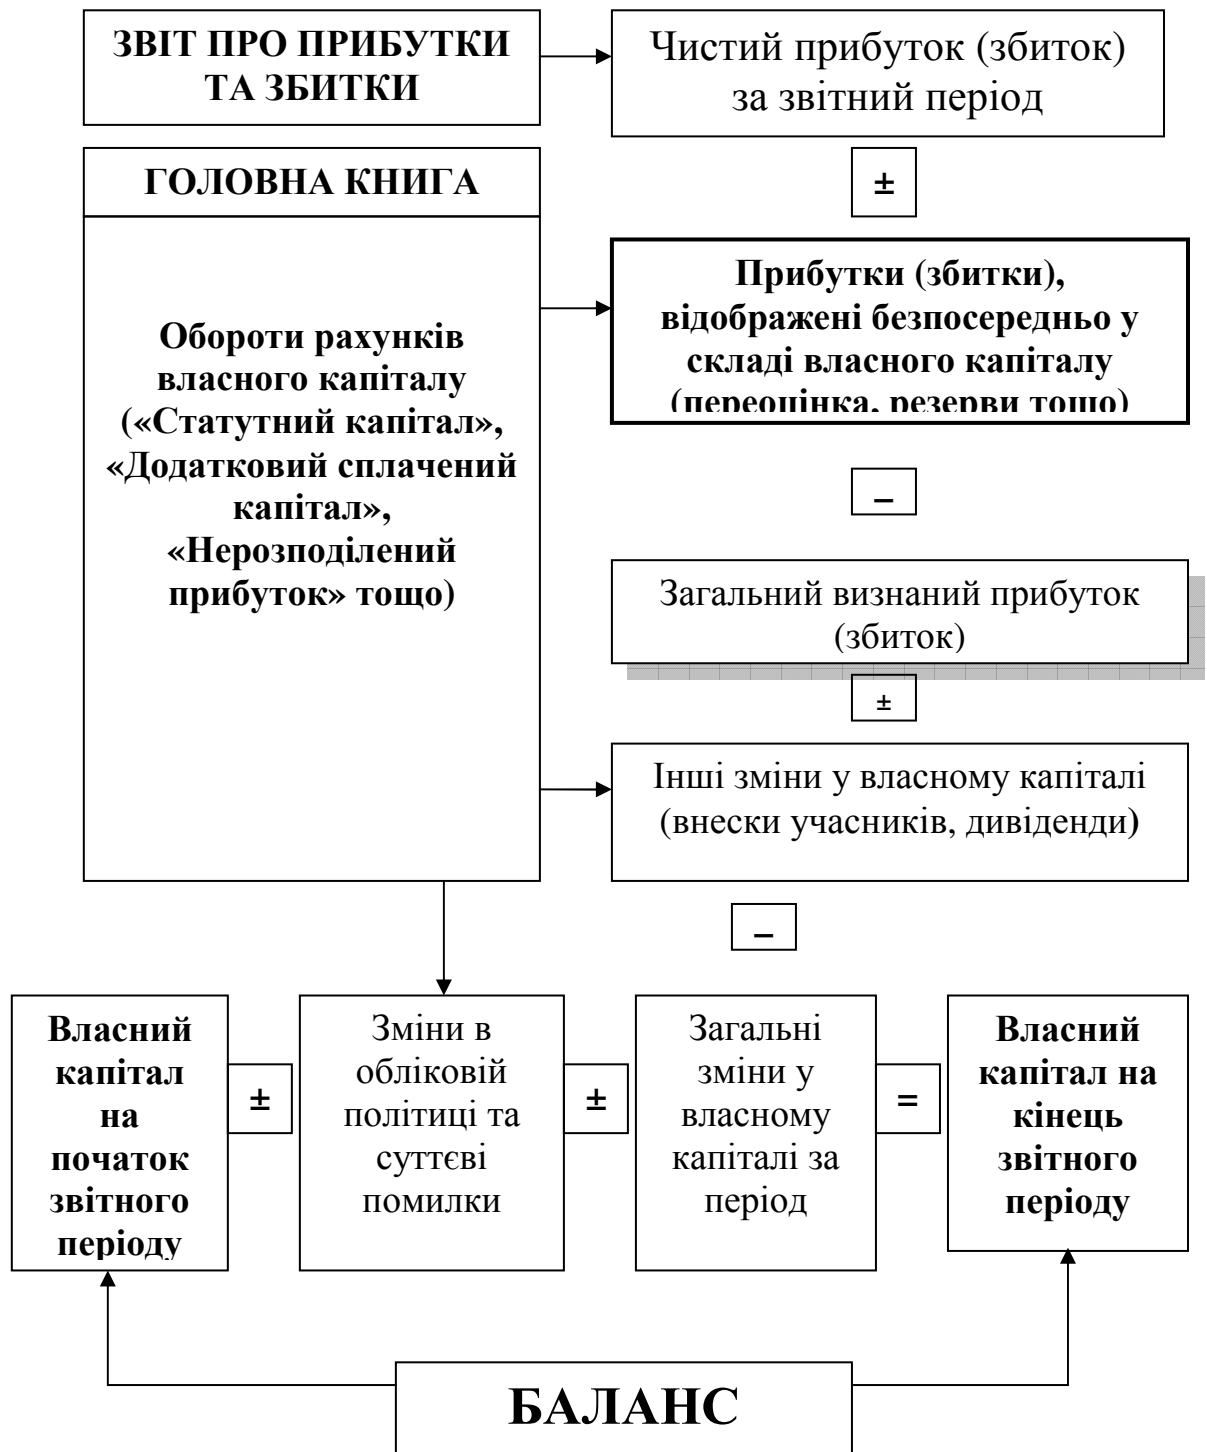 ЗВІТ ПРО ПРИБУТКИ
ТА ЗБИТКИ
Чистий прибуток (збиток)
за звітний період
ГОЛОВНА КНИГА
±
Обороти рахунків
власного капіталу
(«Статутний капітал»,
«Додатковий сплачений
капітал»,
«Нерозподілений
прибуток» тощо)
Прибутки (збитки),
відображені безпосередньо у
складі власного капіталу
(переоцінка, резерви тощо)
–
Загальний визнаний прибуток
(збиток)
±
Інші зміни у власному капіталі
(внески учасників, дивіденди)
–
Власний
капітал
на
початок
звітного
періоду
±
Зміни в
обліковій
політиці та
суттєві
помилки
±
Загальні
зміни у
власному
капіталі за
період
=
Власний
капітал на
кінець
звітного
періоду
БАЛАНС